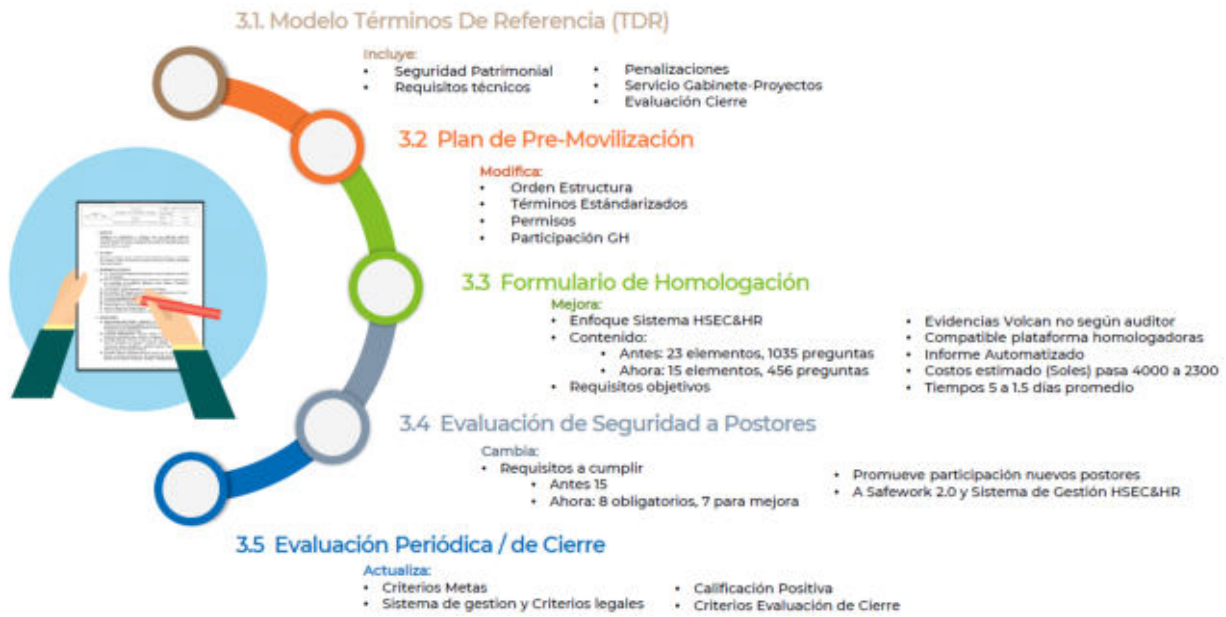 3.1. Modelo Términos De Referencia (TDR)
Incluye:
• Seguridad Patrimonial
• Requisitos técnicos
• Penalizaciones
• Servicio Gabinete-Proyectos
• Evaluación Cierre
3.2 Plan de Pre-Movilización
Modifica:
• Orden Estructura
• Términos Estándarizados
• Permisos
• Participación GH
3.3 Formulario de Homologación
Mejora:
• Enfoque Sistema HSEC&HR
• Contenido:
• Antes: 23 elementos, 1035 preguntas
• Ahora: 15 elementos, 456 preguntas
• Requisitos objetivos
• Evidencias Volcan no según auditor
• Compatible plataforma homologadoras
• Informe Automatizado
• Costos estimado (Soles) pasa 4000 a 2300
• Tiempos 5 a 1.5 días promedio
3.4 Evaluación de Seguridad a Postores
Cambia:
• Requisitos a cumplir
• Antes 15
• Ahora: 8 obligatorios, 7 para mejora
• Promueve participación nuevos postores
• A Safework 2.0 y Sistema de Gestión HSEC&HR
3.5 Evaluación Periódica / de Cierre
Actualiza:
• Criterios Metas
• Sistema de gestion y Criterios legales
• Calificación Positiva
• Criterios Evaluación de Cierre